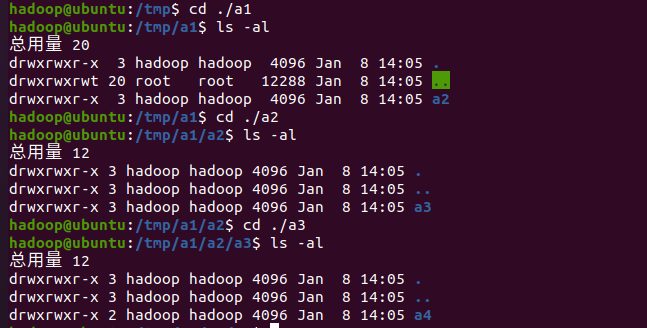 hadoop@ubuntu:/tmp$ cd ./a1
hadoop@ubuntu:/tmp/a1$ ls -al
总用量 20
drwxrwxr-x  3 hadoop hadoop  4096 Jan  8 14:05 .
drwxrwxrwt 20 root   root   12288 Jan  8 14:05 ..
drwxrwxr-x  3 hadoop hadoop  4096 Jan  8 14:05 a2
hadoop@ubuntu:/tmp/a1$ cd ./a2
hadoop@ubuntu:/tmp/a1/a2$ ls -al
总用量 12
drwxrwxr-x 3 hadoop hadoop 4096 Jan  8 14:05 .
drwxrwxr-x 3 hadoop hadoop 4096 Jan  8 14:05 ..
drwxrwxr-x 3 hadoop hadoop 4096 Jan  8 14:05 a3
hadoop@ubuntu:/tmp/a1/a2$ cd ./a3
hadoop@ubuntu:/tmp/a1/a2/a3$ ls -al
总用量 12
drwxrwxr-x 3 hadoop hadoop 4096 Jan  8 14:05 .
drwxrwxr-x 3 hadoop hadoop 4096 Jan  8 14:05 ..
drwxrwxr-x 2 hadoop hadoop 4096 Jan  8 14:05 a4